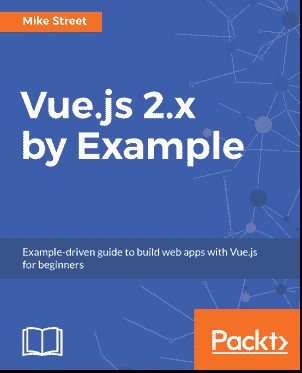 Mike Street
Vue.js 2.x
by Example
Example-driven guide to build web apps with Vue.js
for beginners
Packt>